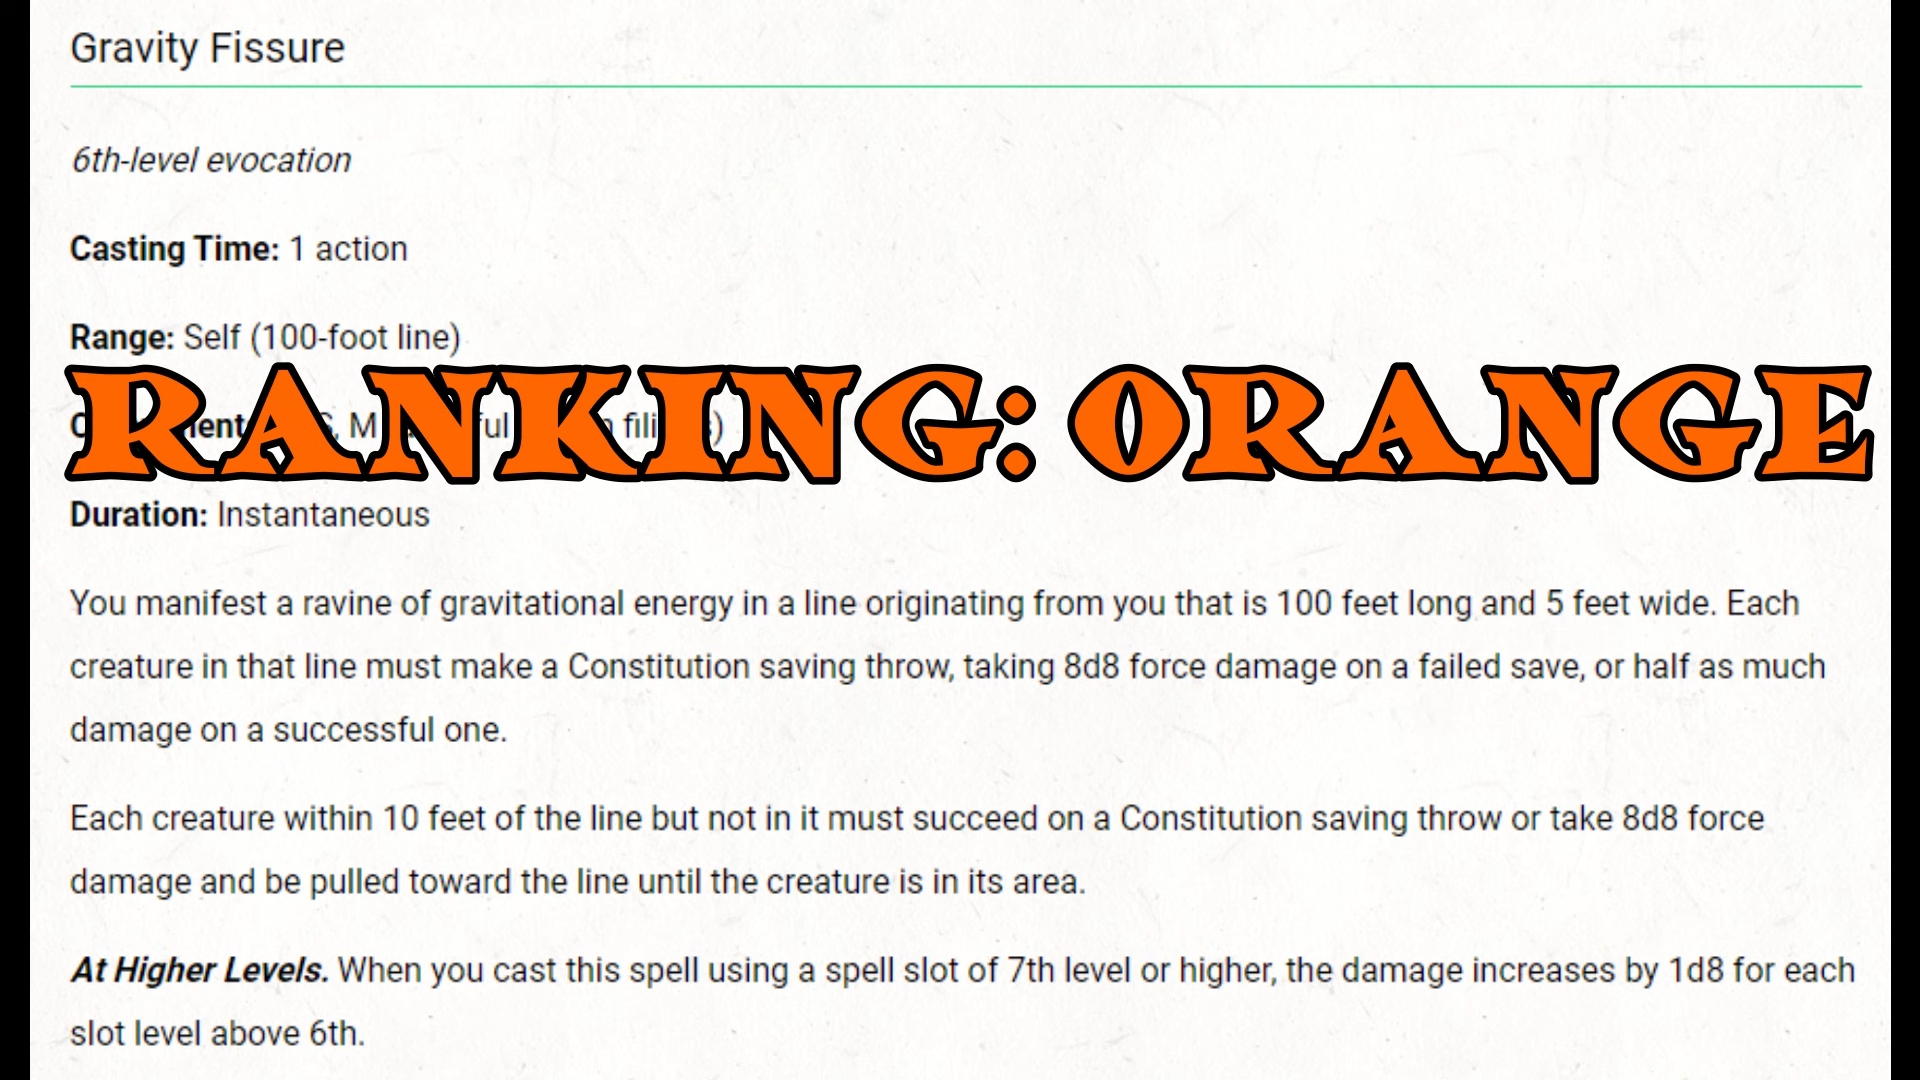 Gravity Fissure
6th-level evocation
Casting Time: 1 action
Range: Self (100-foot line)
RANKING: ORANGE
Duration: Instantaneous
You manifest a ravine of gravitational energy in a line originating from you that is 100 feet long and 5 feet wide. Each
creature in that line must make a Constitution saving throw, taking 8d8 force damage on a failed save, or half as much
damage on a successful one.
Each creature within 10 feet of the line but not in it must succeed on a Constitution saving throw or take 8d8 force
damage and be pulled toward the line until the creature is in its area.
At Higher Levels. When you cast this spell using a spell slot of 7th level or higher, the damage increases by 1d8 for each
slot level above 6th.